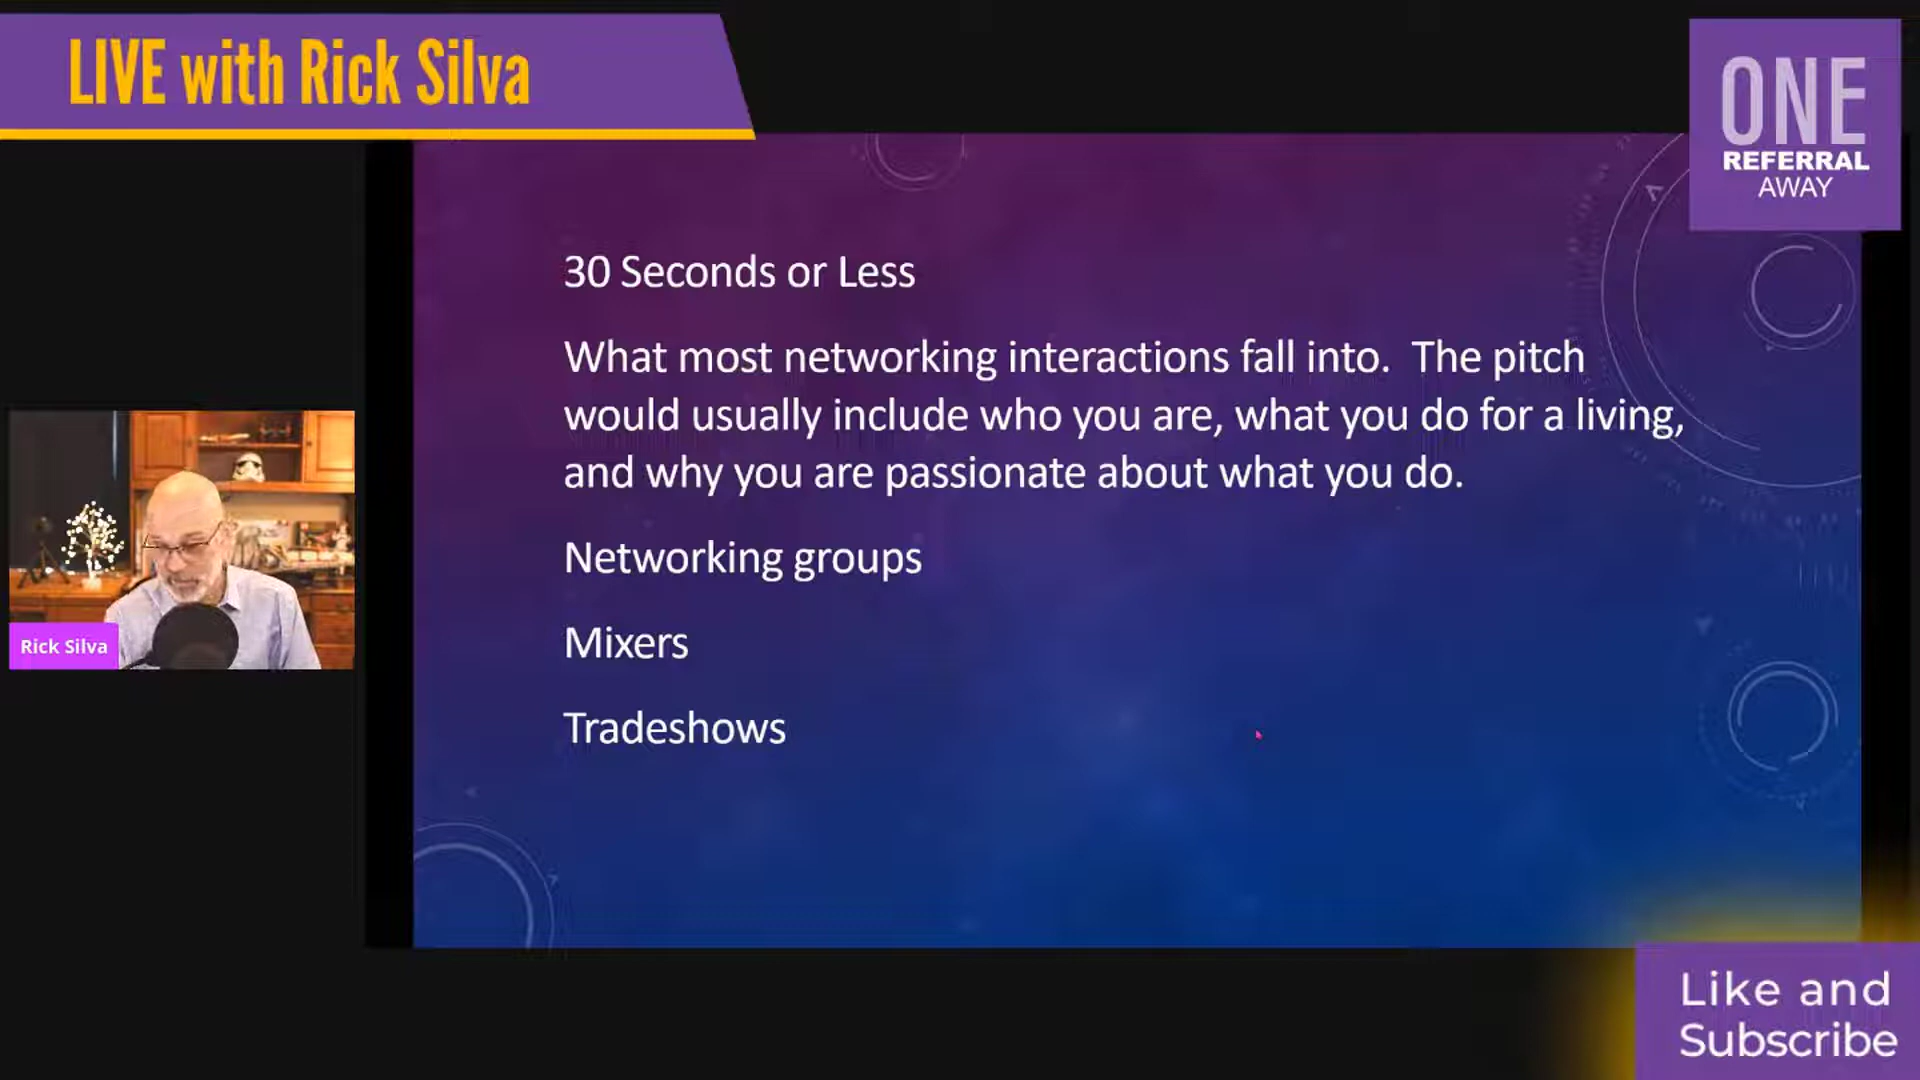 LIVE with Rick Silva
ONE
REFERRAL
AWAY
30 Seconds or Less
What most networking interactions fall into.  The pitch
would usually include who you are, what you do for a living,
and why you are passionate about what you do.
Networking groups
Mixers
Tradeshows
Rick Silva
Like and
Subscribe